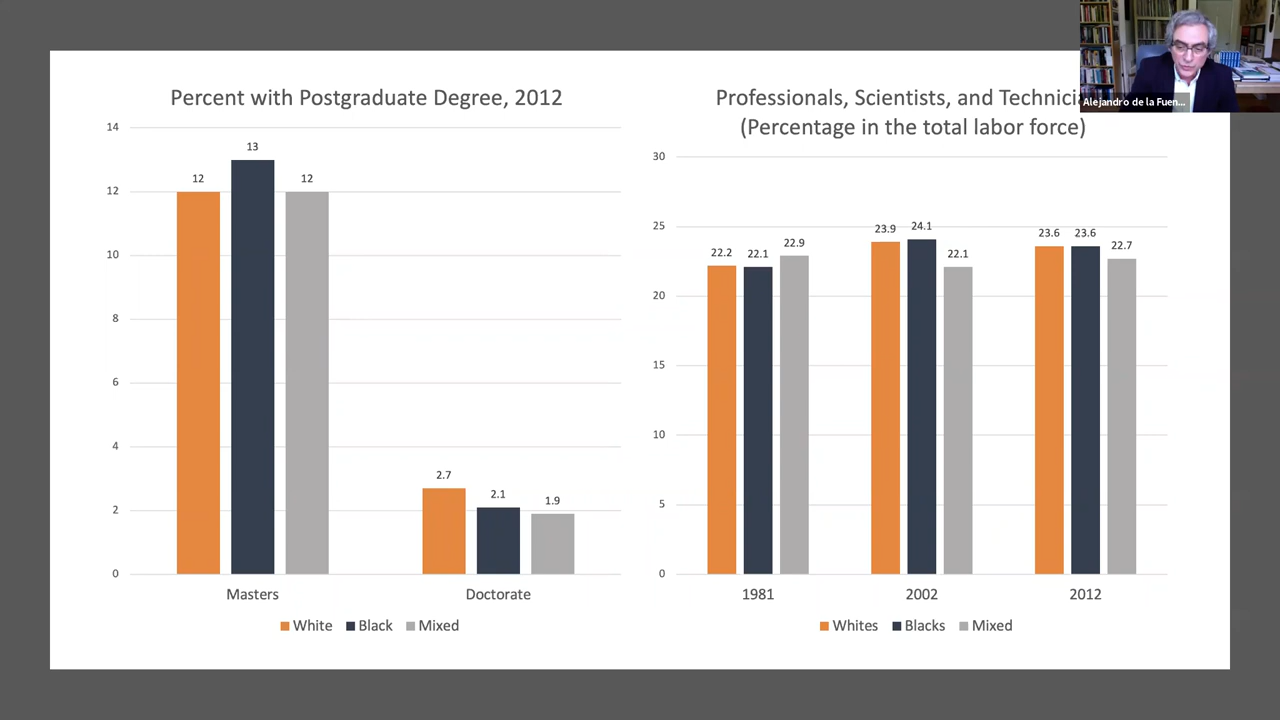 Percent with Postgraduate Degree, 2012
14
12
10
8
6
4
2
0
12
13
12
2.7
2.1
1.9
Masters
Doctorate
White
Black
Mixed
Professionals, Scientists, and
(Percentage in the total labor force)
30
25
20
15
10
5
0
22.2
22.1
22.9
23.9
24.1
22.1
23.6
23.6
22.7
1981
2002
2012
Whites
Blacks
Mixed
Alejandro de la Fuen...